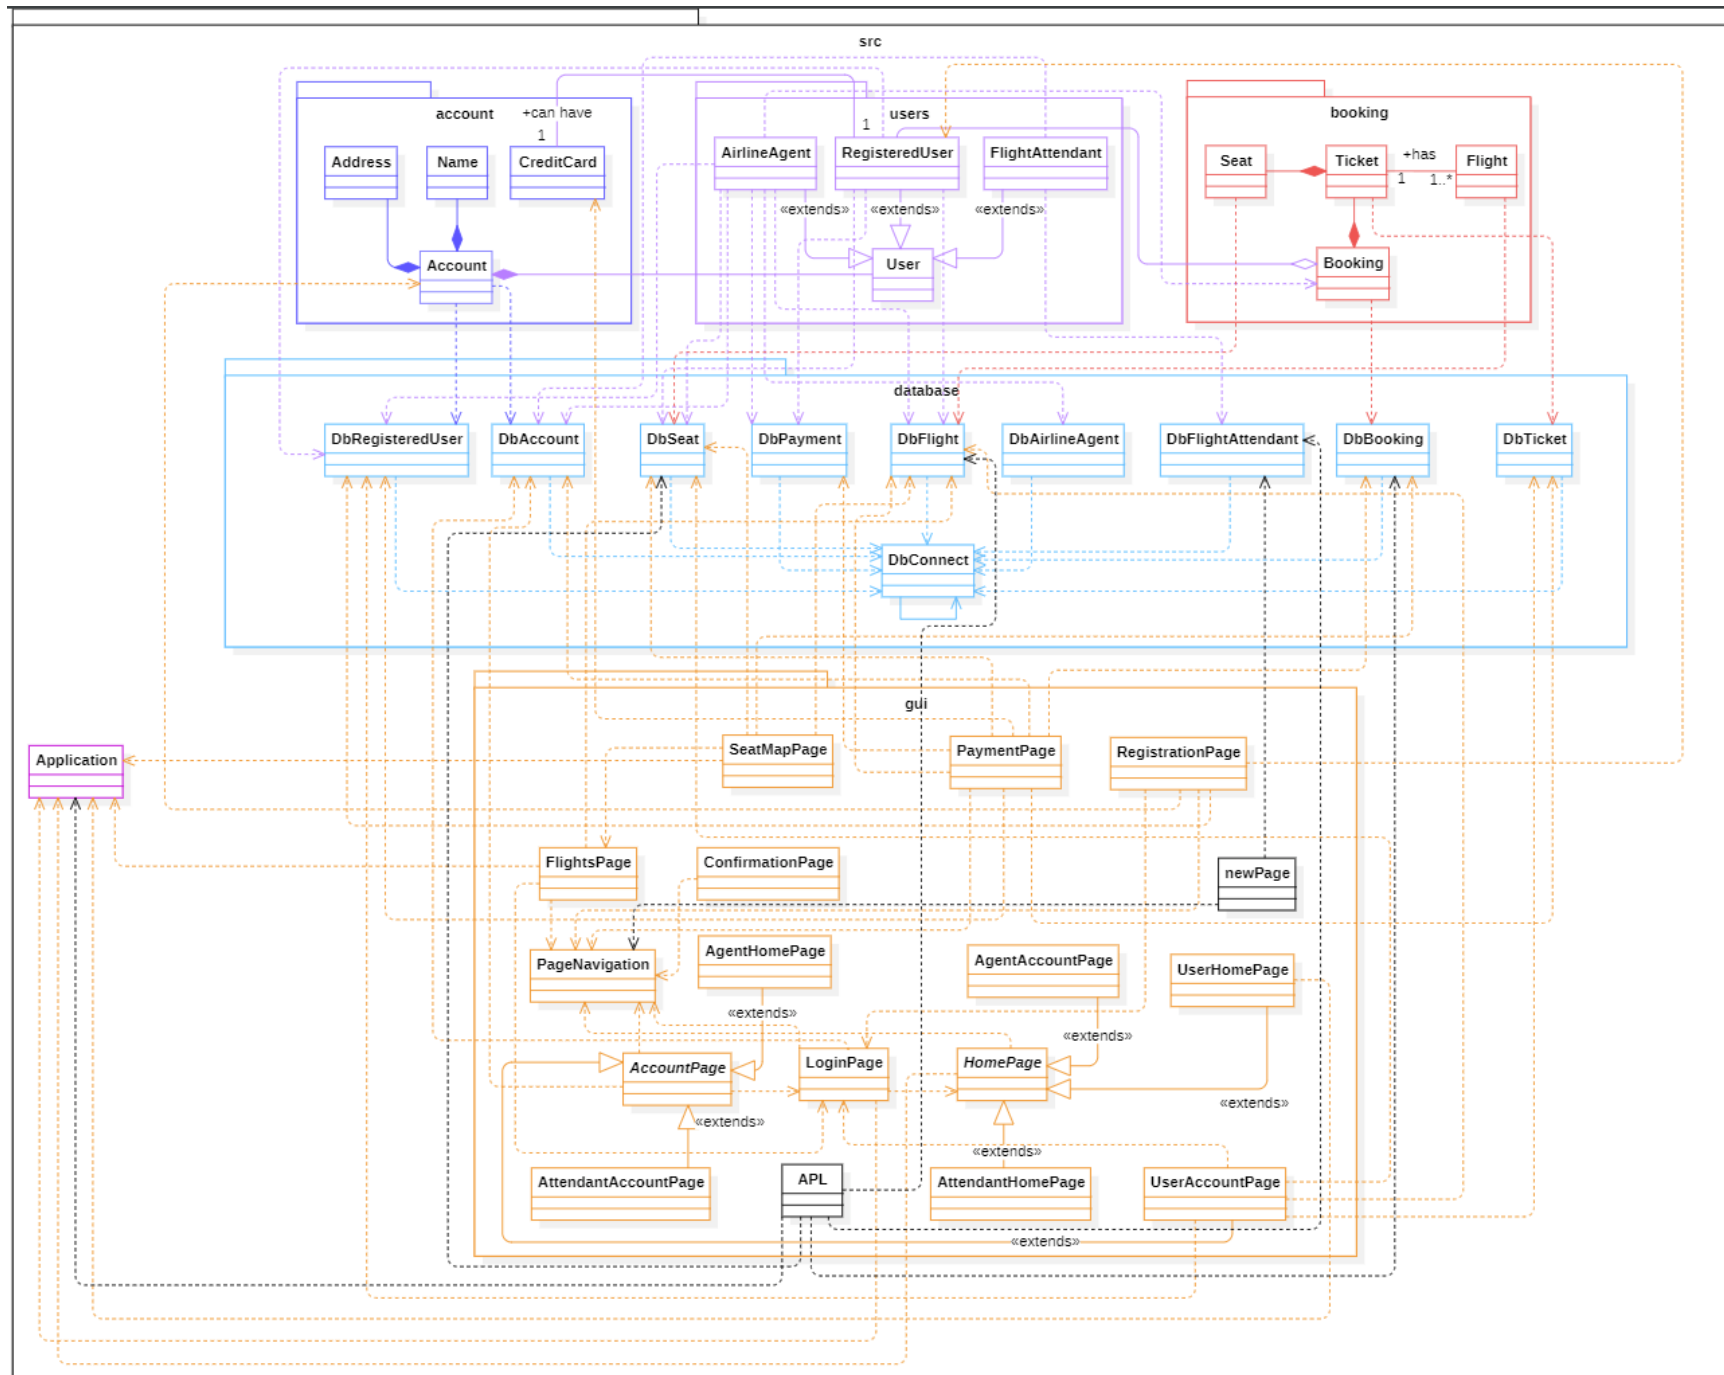 src
account
+can have
1
users
1
booking
Address
Name
CreditCard
AirlineAgent
RegisteredUser
FlightAttendant
Seat
Ticket
+has
1
1..*
Flight
«extends»
«extends»
«extends»
Account
User
Booking
database
DbRegisteredUser
DbAccount
DbSeat
DbPayment
DbFlight
DbAirlineAgent
DbFlightAttendant
DbBooking
DbTicket
DbConnect
gui
Application
SeatMapPage
PaymentPage
RegistrationPage
FlightsPage
ConfirmationPage
newPage
PageNavigation
AgentHomePage
AgentAccountPage
UserHomePage
«extends»
«extends»
AccountPage
LoginPage
HomePage
«extends»
«extends»
«extends»
AttendantAccountPage
APL
AttendantHomePage
UserAccountPage
«extends»